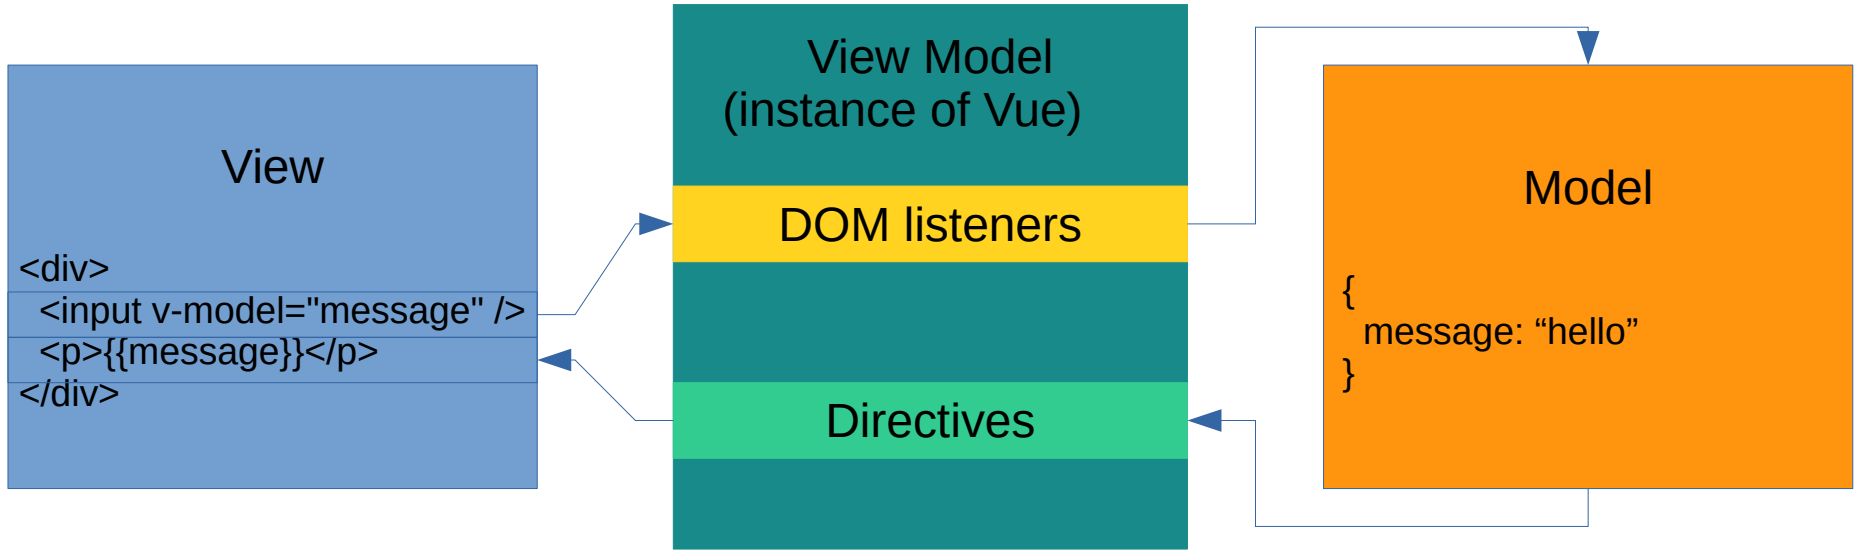 View
<div>
<input v-model="message" />
<p>{{message}}</p>
</div>
View Model
(instance of Vue)
DOM listeners
Directives
Model
{
message: “hello”
}